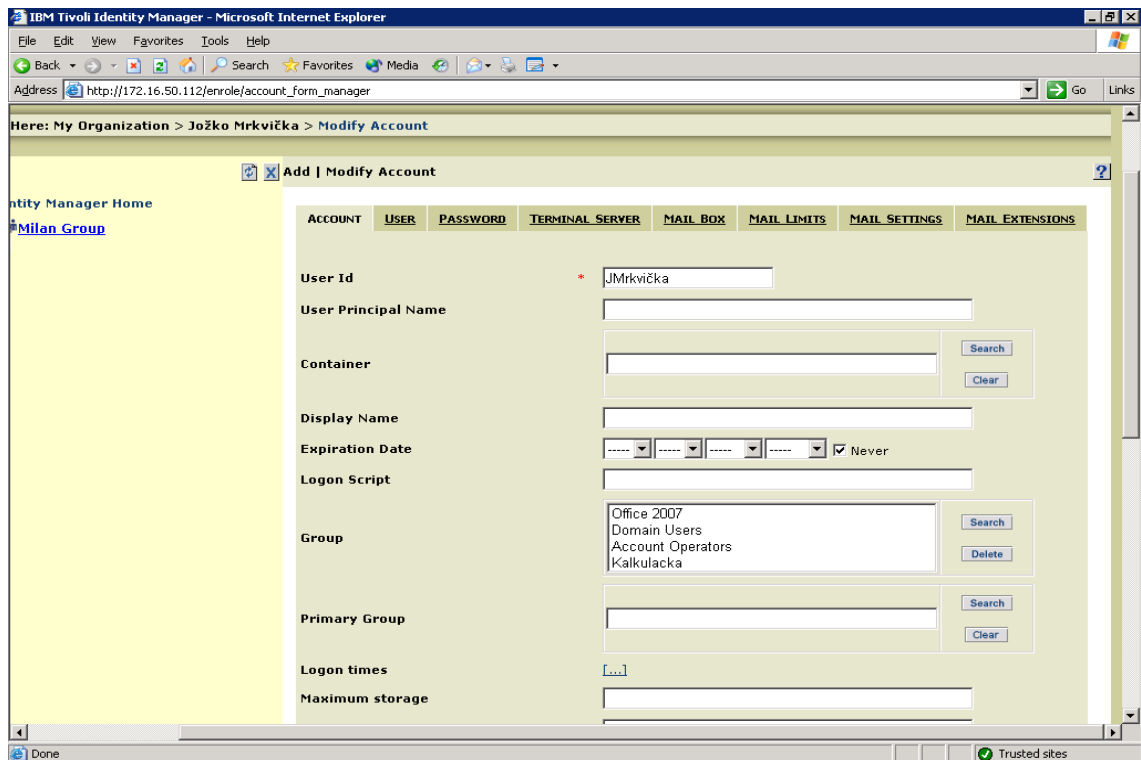 IBM Tivoli Identity Manager - Microsoft Internet Explorer
File Edit View Favorites Tools Help
Back Search Favorites Media
Address http://172.16.50.112/enrole/account_form_manager Go Links
Here: My Organization > Jožko Mrkvička > Modify Account
Add | Modify Account ?
ntity Manager Home
Milan Group
ACCOUNT USER PASSWORD TERMINAL SERVER MAIL BOX MAIL LIMITS MAIL SETTINGS MAIL EXTENSIONS
User Id * JMrkvička
User Principal Name
Container
Search
Clear
Display Name
Expiration Date ----- ----- ----- ----- Never
Logon Script
Group
Office 2007
Domain Users
Account Operators
Kalkulacka
Search
Delete
Primary Group
Search
Clear
Logon times [...]
Maximum storage
Done Trusted sites